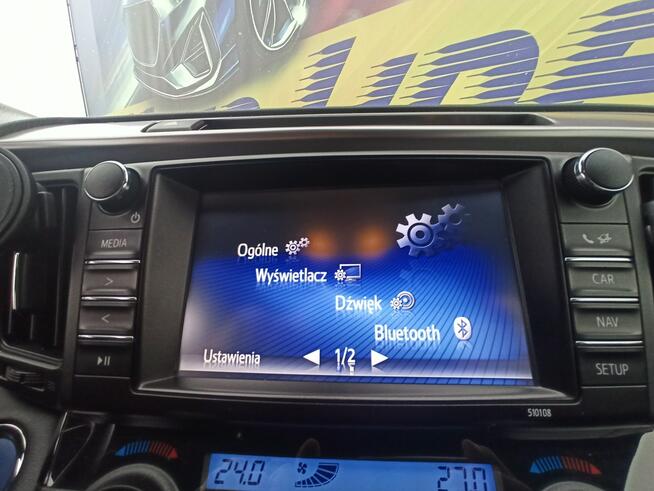 MEDIA
>
<
Ogólne
Wyświetlacz
Dźwięk
Bluetooth
Ustawienia
◀ 1/2 ▶
CAR
NAV
SETUP
510108
24.0
27.0